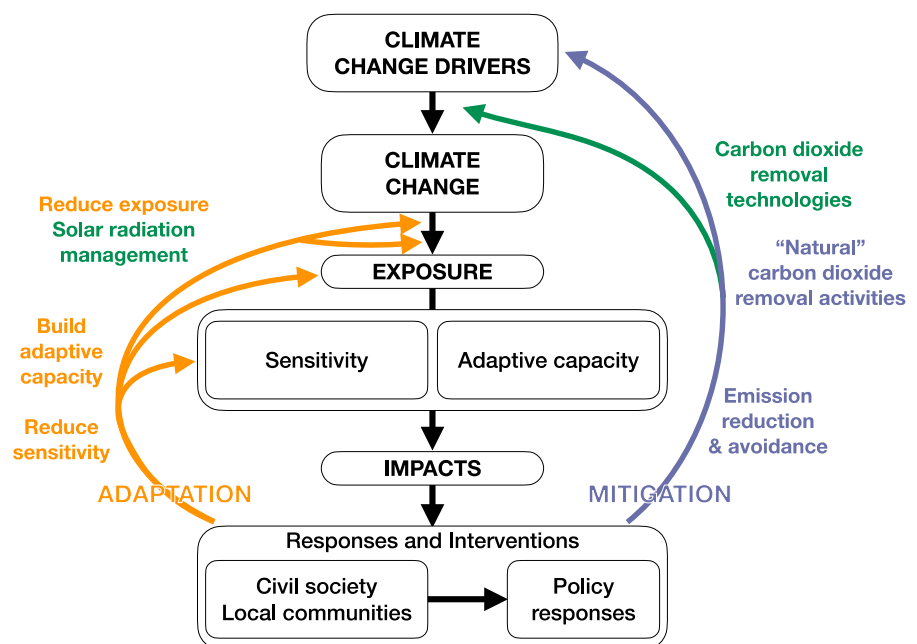 CLIMATE
CHANGE DRIVERS
CLIMATE
CHANGE
Carbon dioxide
removal
technologies
Reduce exposure
Solar radiation
management
EXPOSURE
“Natural”
carbon dioxide
removal activities
Build
adaptive
capacity
Sensitivity
Adaptive capacity
Reduce
sensitivity
Emission
reduction
& avoidance
IMPACTS
ADAPTATION
MITIGATION
Responses and Interventions
Civil society
Local communities
Policy
responses